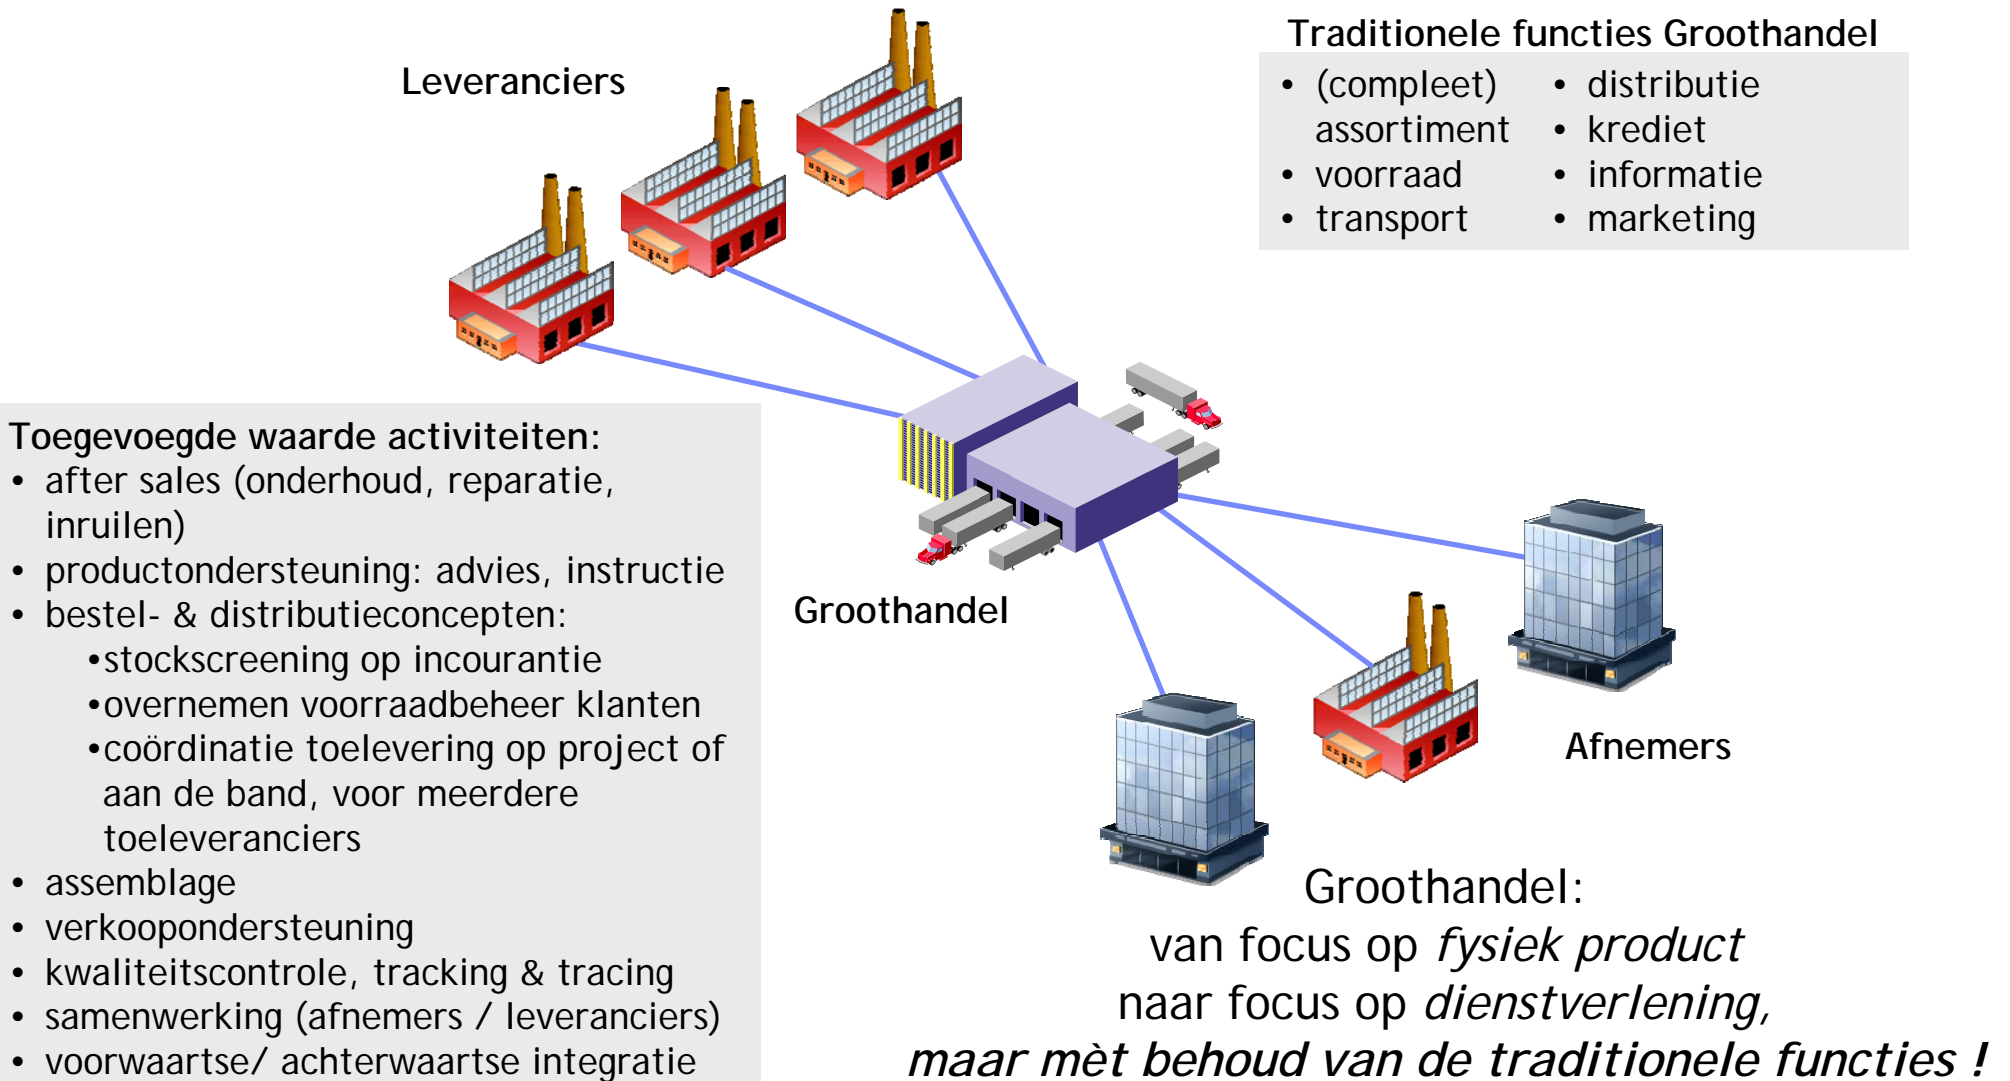 Leveranciers
Traditionele functies Groothandel
• (compleet)
assortiment
• voorraad
• transport
• distributie
• krediet
• informatie
• marketing
Toegevoegde waarde activiteiten:
• after sales (onderhoud, reparatie,
inruilen)
• productondersteuning: advies, instructie
• bestel- & distributieconcepten:
•stockscreening op incourantie
•overnemen voorraadbeheer klanten
•coördinatie toelevering op project of
aan de band, voor meerdere
toeleveranciers
• assemblage
• verkoopondersteuning
• kwaliteitscontrole, tracking & tracing
• samenwerking (afnemers / leveranciers)
• voorwaartse/ achterwaartse integratie
Groothandel
Afnemers
Groothandel:
van focus op fysiek product
naar focus op dienstverlening,
maar mèt behoud van de traditionele functies !